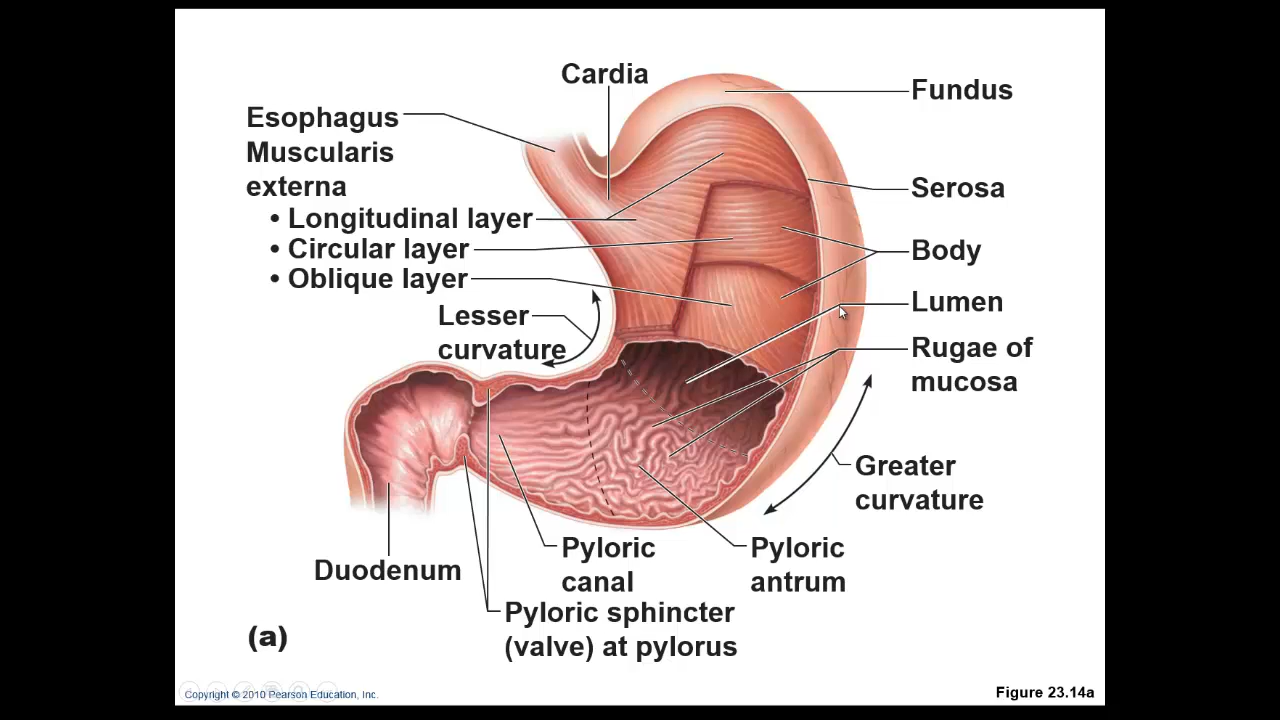 Cardia
Fundus
Esophagus
Muscularis
externa
• Longitudinal layer
• Circular layer
• Oblique layer
Serosa
Body
Lumen
Lesser
curvature
Rugae of
mucosa
Greater
curvature
Pyloric
canal
Pyloric
antrum
Duodenum
Pyloric sphincter
(valve) at pylorus
(a)
Copyright © 2010 Pearson Education, Inc.
Figure 23.14a